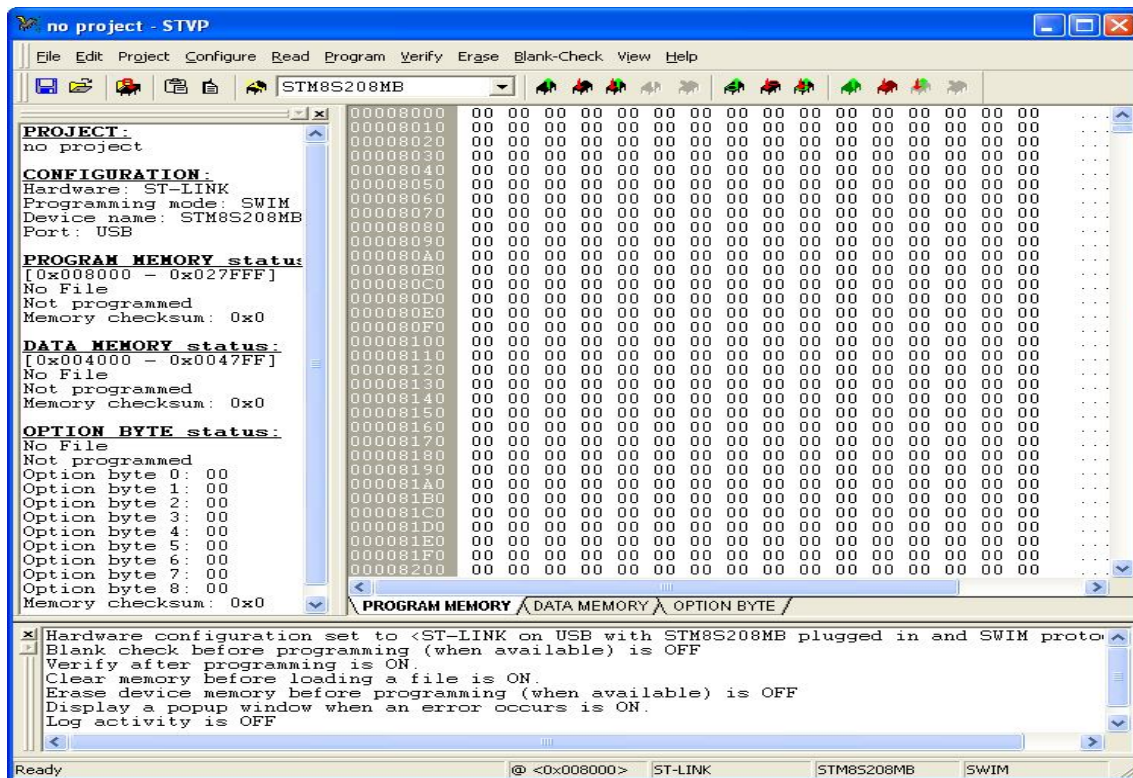 no project - STVP
File Edit Project Configure Read Program Verify Erase Blank-Check View Help
STM8S208MB
PROJECT:
no project
CONFIGURATION:
Hardware: ST-LINK
Programming mode: SWIM
Device name: STM8S208MB
Port: USB
PROGRAM MEMORY statu
[0x008000 - 0x027FFF]
No File
Not programmed
Memory checksum: 0x0
DATA MEMORY status:
[0x004000 - 0x0047FF]
No File
Not programmed
Memory checksum: 0x0
OPTION BYTE status:
No File
Not programmed
Option byte 0: 00
Option byte 1: 00
Option byte 2: 00
Option byte 3: 00
Option byte 4: 00
Option byte 5: 00
Option byte 6: 00
Option byte 7: 00
Option byte 8: 00
Memory checksum: 0x0
00008000 00 00 00 00 00 00 00 00 00 00 00 00 00 00 00 00 ...
00008010 00 00 00 00 00 00 00 00 00 00 00 00 00 00 00 00 ...
00008020 00 00 00 00 00 00 00 00 00 00 00 00 00 00 00 00 ...
00008030 00 00 00 00 00 00 00 00 00 00 00 00 00 00 00 00 ...
00008040 00 00 00 00 00 00 00 00 00 00 00 00 00 00 00 00 ...
00008050 00 00 00 00 00 00 00 00 00 00 00 00 00 00 00 00 ...
00008060 00 00 00 00 00 00 00 00 00 00 00 00 00 00 00 00 ...
00008070 00 00 00 00 00 00 00 00 00 00 00 00 00 00 00 00 ...
00008080 00 00 00 00 00 00 00 00 00 00 00 00 00 00 00 00 ...
00008090 00 00 00 00 00 00 00 00 00 00 00 00 00 00 00 00 ...
000080A0 00 00 00 00 00 00 00 00 00 00 00 00 00 00 00 00 ...
000080B0 00 00 00 00 00 00 00 00 00 00 00 00 00 00 00 00 ...
000080C0 00 00 00 00 00 00 00 00 00 00 00 00 00 00 00 00 ...
000080D0 00 00 00 00 00 00 00 00 00 00 00 00 00 00 00 00 ...
000080E0 00 00 00 00 00 00 00 00 00 00 00 00 00 00 00 00 ...
000080F0 00 00 00 00 00 00 00 00 00 00 00 00 00 00 00 00 ...
00008100 00 00 00 00 00 00 00 00 00 00 00 00 00 00 00 00 ...
00008110 00 00 00 00 00 00 00 00 00 00 00 00 00 00 00 00 ...
00008120 00 00 00 00 00 00 00 00 00 00 00 00 00 00 00 00 ...
00008130 00 00 00 00 00 00 00 00 00 00 00 00 00 00 00 00 ...
00008140 00 00 00 00 00 00 00 00 00 00 00 00 00 00 00 00 ...
00008150 00 00 00 00 00 00 00 00 00 00 00 00 00 00 00 00 ...
00008160 00 00 00 00 00 00 00 00 00 00 00 00 00 00 00 00 ...
00008170 00 00 00 00 00 00 00 00 00 00 00 00 00 00 00 00 ...
00008180 00 00 00 00 00 00 00 00 00 00 00 00 00 00 00 00 ...
00008190 00 00 00 00 00 00 00 00 00 00 00 00 00 00 00 00 ...
000081A0 00 00 00 00 00 00 00 00 00 00 00 00 00 00 00 00 ...
000081B0 00 00 00 00 00 00 00 00 00 00 00 00 00 00 00 00 ...
000081C0 00 00 00 00 00 00 00 00 00 00 00 00 00 00 00 00 ...
000081D0 00 00 00 00 00 00 00 00 00 00 00 00 00 00 00 00 ...
000081E0 00 00 00 00 00 00 00 00 00 00 00 00 00 00 00 00 ...
000081F0 00 00 00 00 00 00 00 00 00 00 00 00 00 00 00 00 ...
00008200 00 00 00 00 00 00 00 00 00 00 00 00 00 00 00 00 ...
PROGRAM MEMORY DATA MEMORY OPTION BYTE
Hardware configuration set to <ST-LINK on USB with STM8S208MB plugged in and SWIM proto
Blank check before programming (when available) is OFF
Verify after programming is ON.
Clear memory before loading a file is ON.
Erase device memory before programming (when available) is OFF
Display a popup window when an error occurs is ON.
Log activity is OFF
Ready @ <0x008000> ST-LINK STM8S208MB SWIM